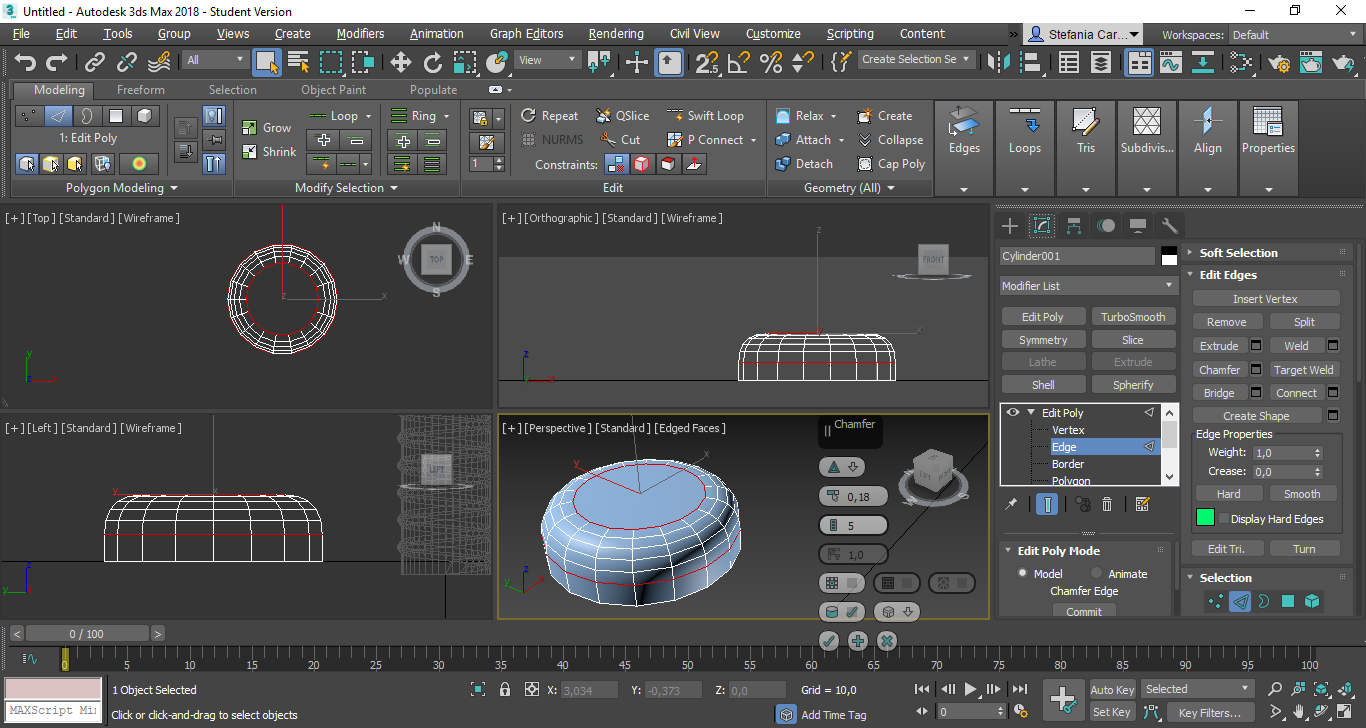 Untitled - Autodesk 3ds Max 2018 - Student Version
File Edit Tools Group Views Create Modifiers Animation Graph Editors Rendering Civil View Customize Scripting Content » Stefania Car... Workspaces: Default
All View Create Selection Se
Modeling Freeform Selection Object Paint Populate
1: Edit Poly
Polygon Modeling
Grow
Shrink
Loop Ring
Modify Selection
1
Repeat QSlice Swift Loop
NURMS Cut P Connect
Constraints:
Edit
Relax Create
Attach Collapse
Detach Cap Poly
Geometry (All)
Edges Loops Tris Subdivis... Align Properties
[+] [Top] [Standard] [Wireframe]
N
W TOP E
S
z x
y
z x
[+] [Orthographic] [Standard] [Wireframe]
FRONT
z
y x
z
y x
[+] [Left] [Standard] [Wireframe]
LEFT
y x
z
y
[+] [Perspective] [Standard] [Edged Faces]
y x
z
y x
Chamfer
0,18
5
1,0
Cylinder001
Modifier List
Edit Poly TurboSmooth
Symmetry Slice
Lathe Extrude
Shell Spherify
Edit Poly
Vertex
Edge
Border
Polygon
Edit Poly Mode
Model Animate
Chamfer Edge
Commit
Soft Selection
Edit Edges
Insert Vertex
Remove Split
Extrude Weld
Chamfer Target Weld
Bridge Connect
Create Shape
Edge Properties
Weight: 1,0
Crease: 0,0
Hard Smooth
Display Hard Edges
Edit Tri. Turn
Selection
< 0 / 100 >
0 5 10 15 20 25 30 35 40 45 50 55 60 65 70 75 80 85 90 95 100
MAXScript Mi
1 Object Selected
Click or click-and-drag to select objects
X: 3,034 Y: -0,373 Z: 0,0 Grid = 10,0
Add Time Tag
0
Auto Key Selected
Set Key Key Filters...